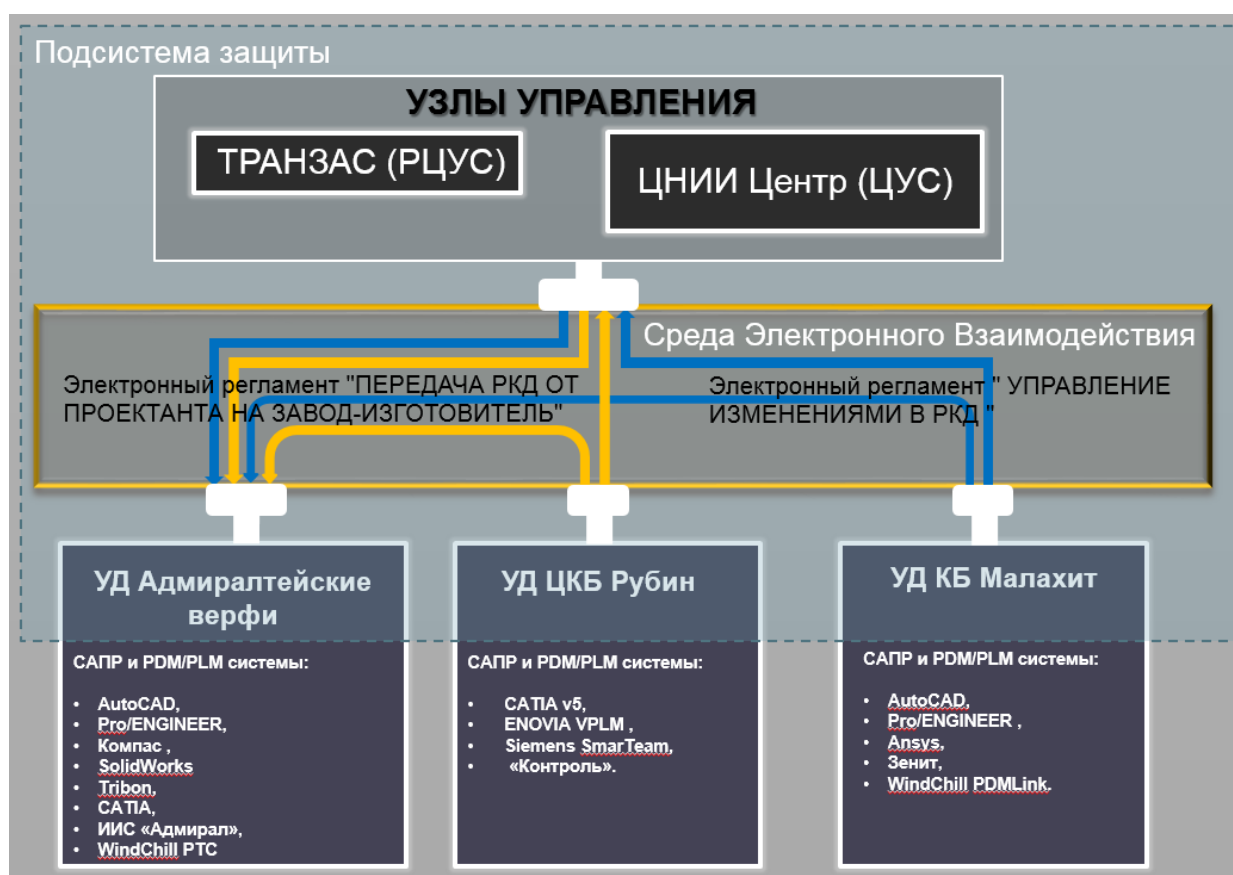 Подсистема защиты
УЗЛЫ УПРАВЛЕНИЯ
ТРАНЗАС (РЦУС)
ЦНИИ Центр (ЦУС)
Среда Электронного Взаимодействия
Электронный регламент "ПЕРЕДАЧА РКД ОТ
ПРОЕКТАНТА НА ЗАВОД-ИЗГОТОВИТЕЛЬ"
Электронный регламент " УПРАВЛЕНИЕ
ИЗМЕНЕНИЯМИ В РКД "
УД Адмиралтейские
верфи
САПР и PDM/PLM системы:
• AutoCAD,
• Pro/ENGINEER,
• Компас ,
• SolidWorks
• Tribon,
• CATIA,
• ИИС «Адмирал»,
• WindChill PTC
УД ЦКБ Рубин
САПР и PDM/PLM системы:
• CATIA v5,
• ENOVIA VPLM ,
• Siemens SmarTeam,
• «Контроль».
УД КБ Малахит
САПР и PDM/PLM системы:
• AutoCAD,
• Pro/ENGINEER ,
• Ansys,
• Зенит,
• WindChill PDMLink.